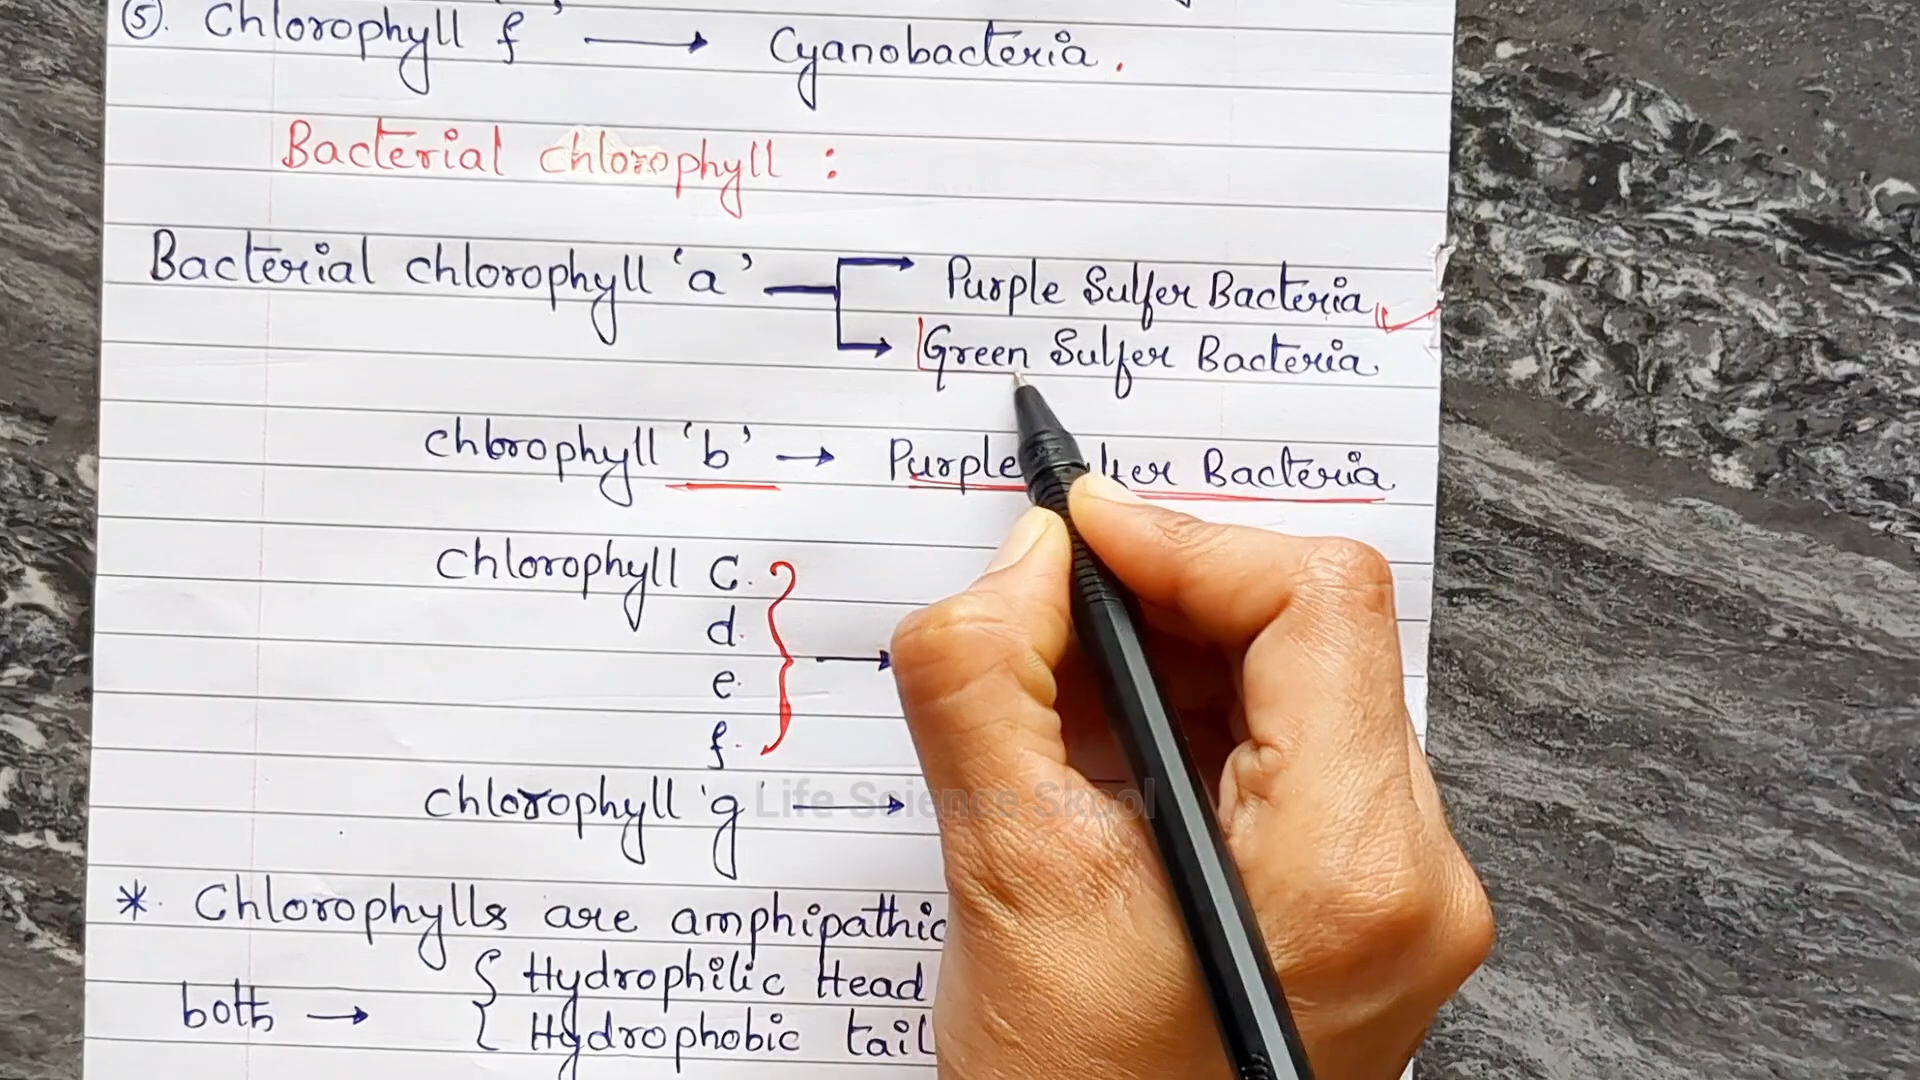 ⑤. Chlorophyll f' → Cyanobacteria.
Bacterial chlorophyll :
Bacterial chlorophyll 'a' → Purple Sulfer Bacteria
→ Green Sulfer Bacteria.
chlorophyll 'b' → Purple Bacteria
chlorophyll c.
d.
e.
f.
chlorophyll 'g' →
Life Science Skool
* Chlorophylls are amphipathic
both → { Hydrophilic Head
Hydrophobic tail